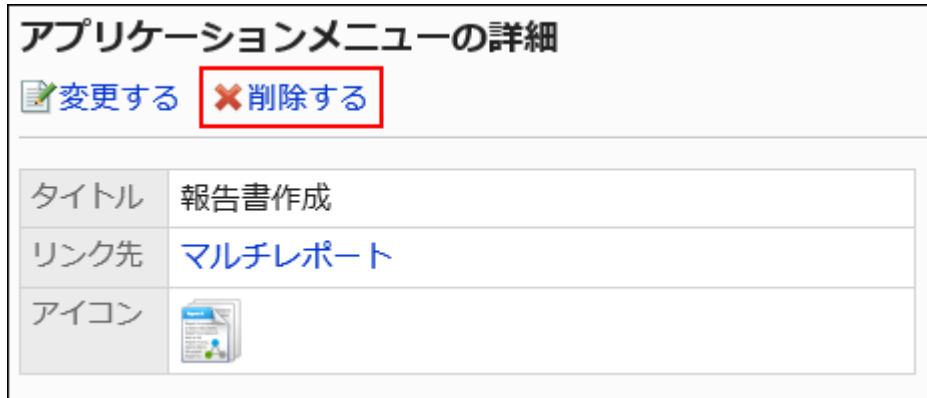 アプリケーションメニューの詳細
変更する 削除する
タイトル 報告書作成
リンク先 マルチレポート
アイコン